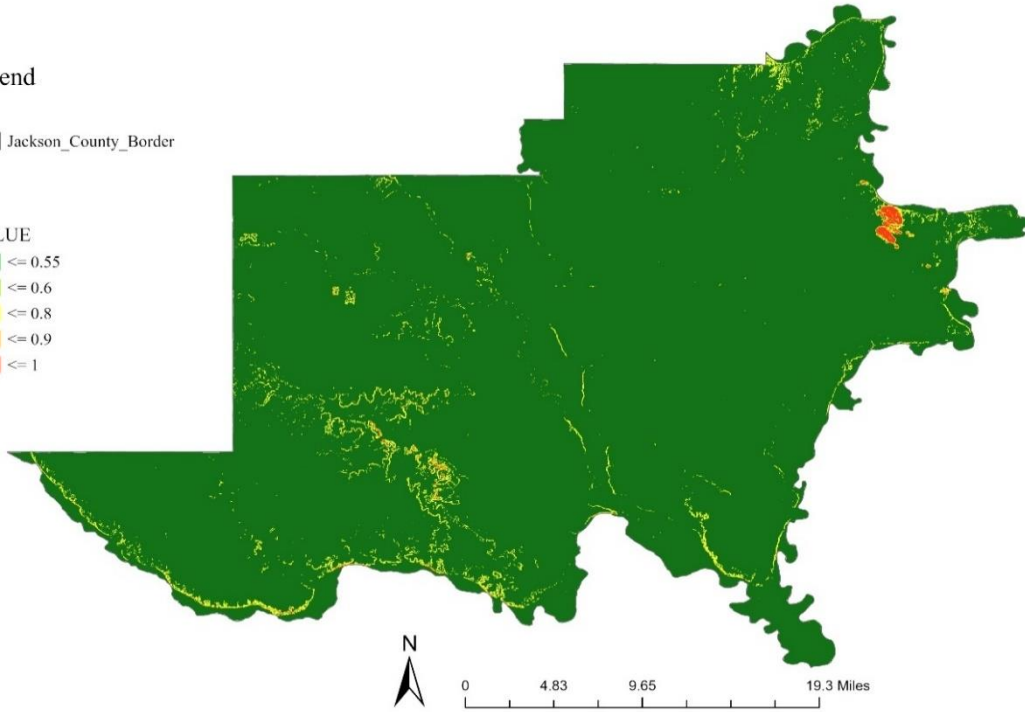 end
Jackson_County_Border
LUE
<= 0.55
<= 0.6
<= 0.8
<= 0.9
<= 1
N
0 4.83 9.65 19.3 Miles